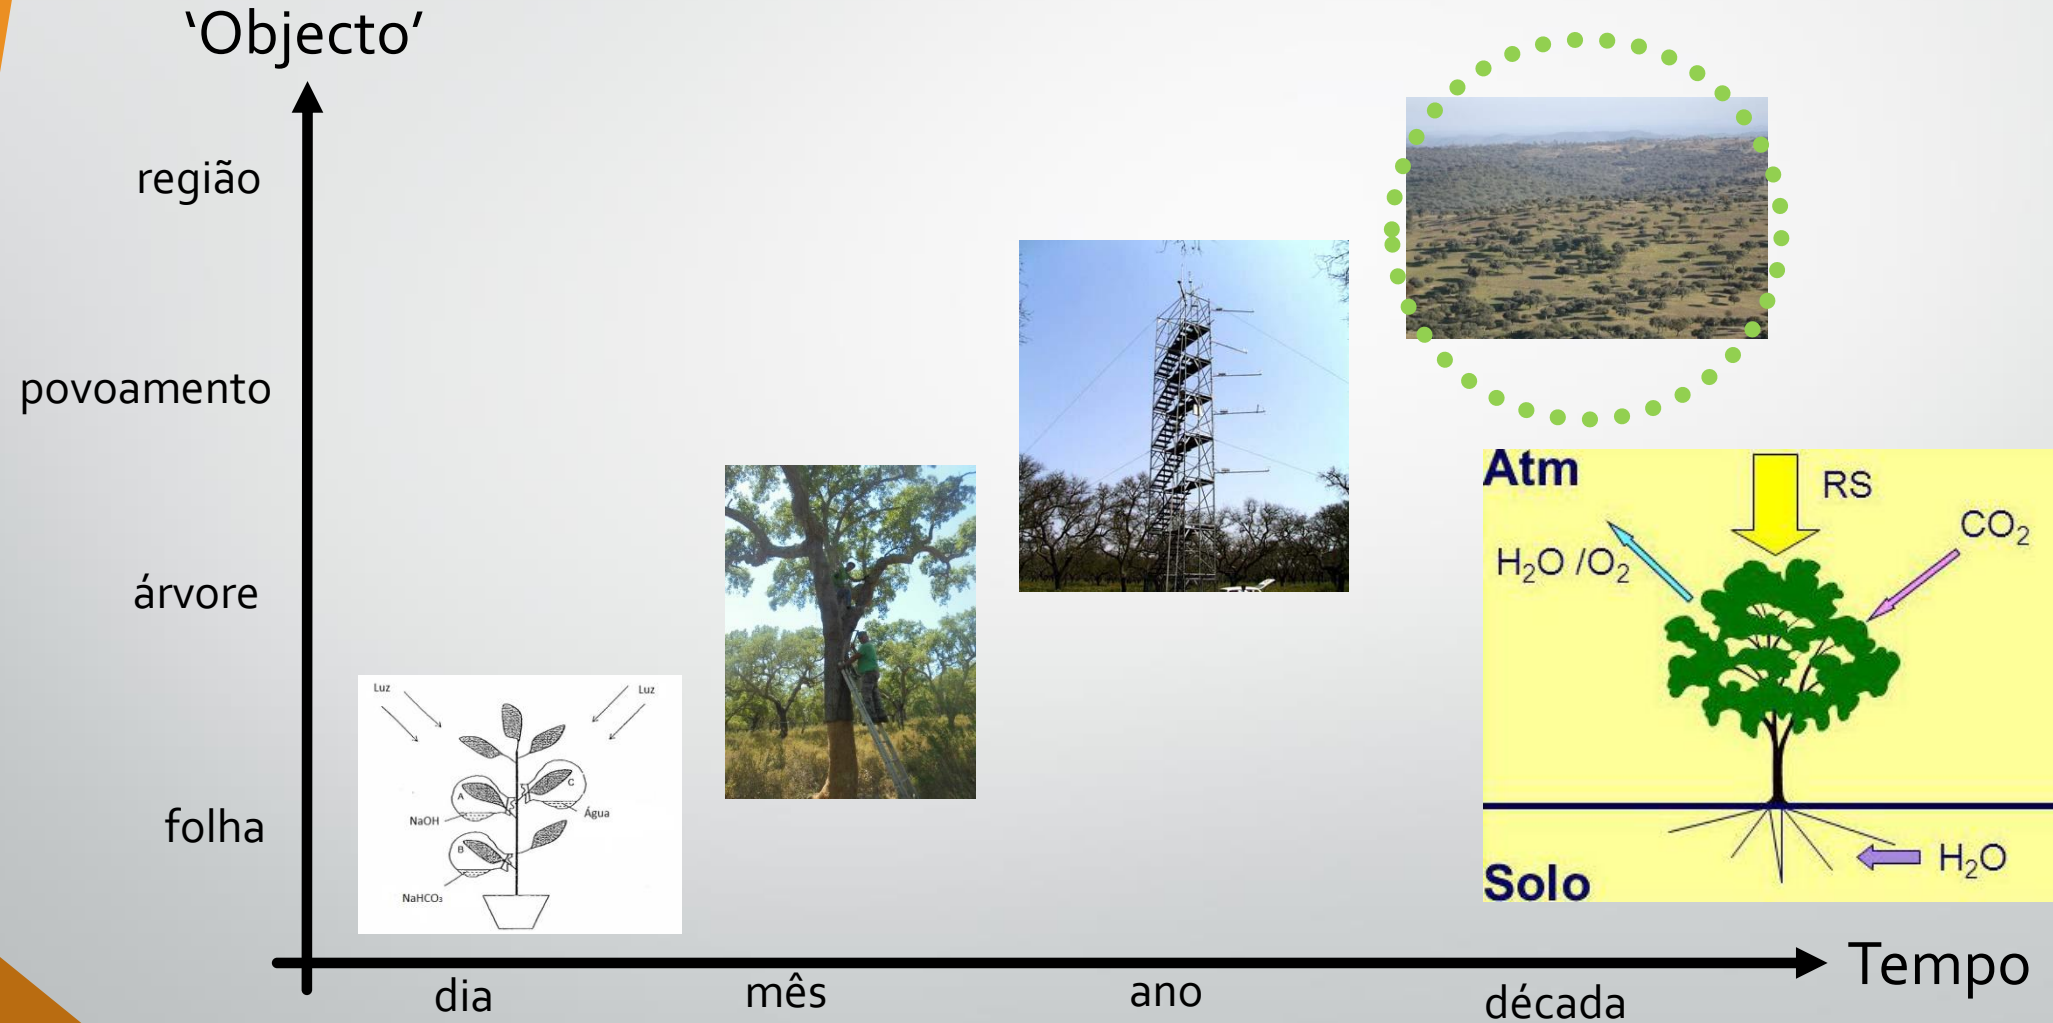 ‘Objecto’
região
povoamento
árvore
folha
Luz
Luz
A
C
NaOH
Água
B
NaHCO₃
Atm
RS
CO₂
H₂O /O₂
H₂O
Solo
Tempo
dia
mês
ano
década